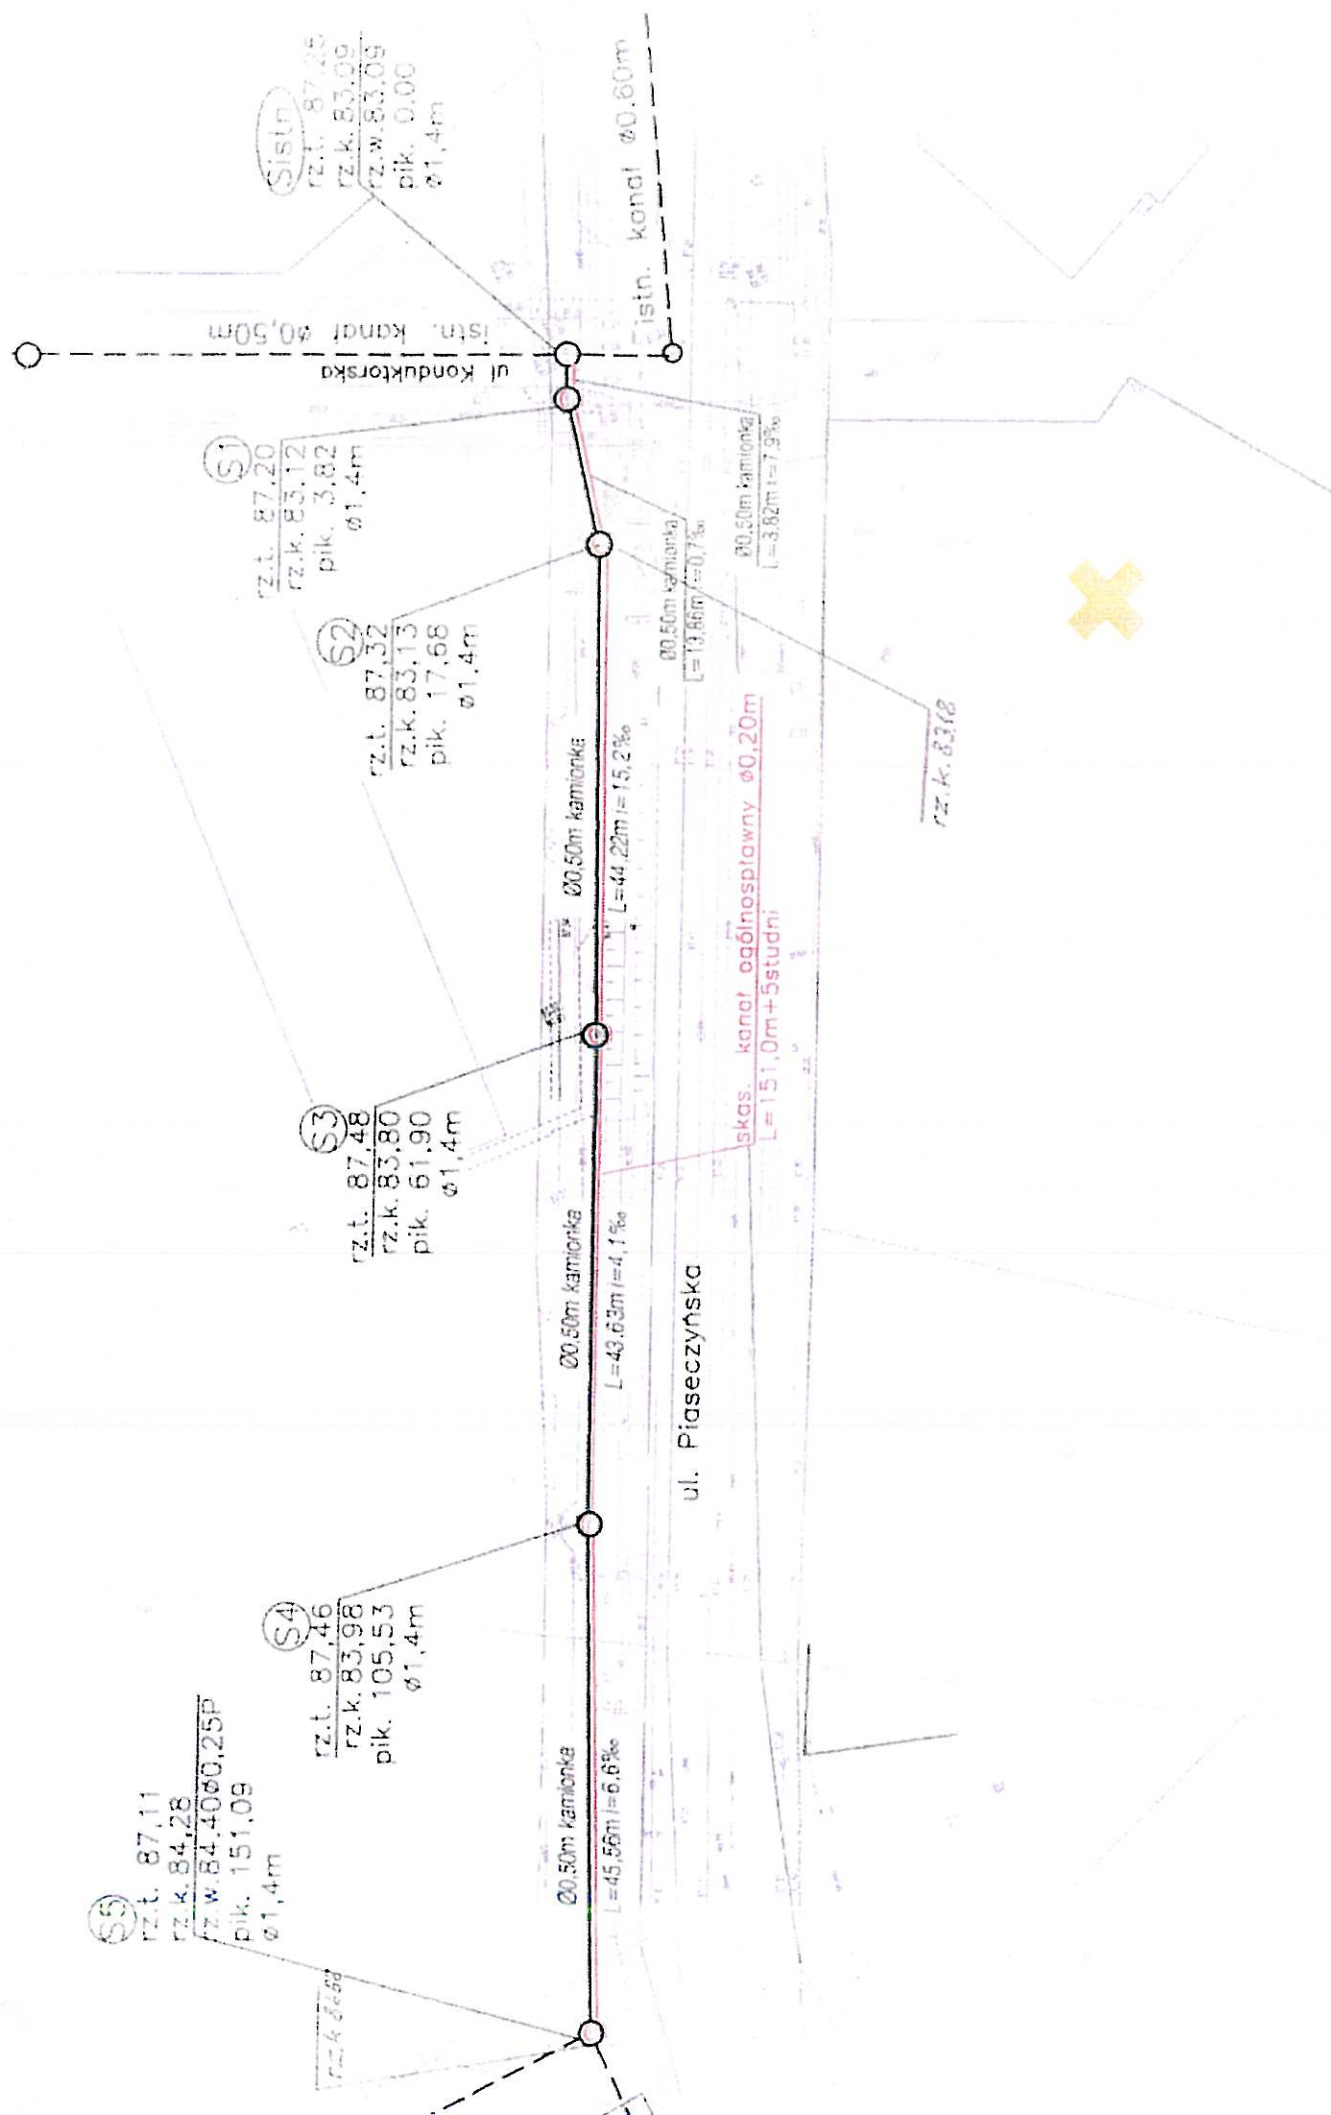 S5
rz.t. 87,11
rz.k. 84,28
rz.w.84,40ø0,25P
pik. 151,09
ø1,4m
S4
rz.t. 87,46
rz.k. 83,98
pik. 105,53
ø1,4m
S3
rz.t. 87,48
rz.k. 83,80
pik. 61,90
ø1,4m
S2
rz.t. 87,32
rz.k. 83,13
pik. 17,68
ø1,4m
S1
rz.t. 87,20
rz.k. 83,12
pik. 3,82
ø1,4m
Sistn
rz.t. 87,25
rz.k. 83,09
rz.w.83,09
pik. 0.00
ø1,4m
istn. kanał ø0,50m
ul Konduktorska
istn. kanał ø0.60m
Ø0,50m kamionka
L=45,56m i=6,6‰
Ø0,50m kamionka
L=43,63m i=4,1‰
Ø0,50m kamionka
L=44,22m i=15,2‰
Ø0,50m kamionka
L=13,86m i=0,7‰
Ø0,50m kamionka
L=3,82m i=7,9‰
ul. Piaseczyńska
skas. kanał ogólnospławny ø0,20m
L=151,0m+5studni
rz.k. 83,18
rz.k